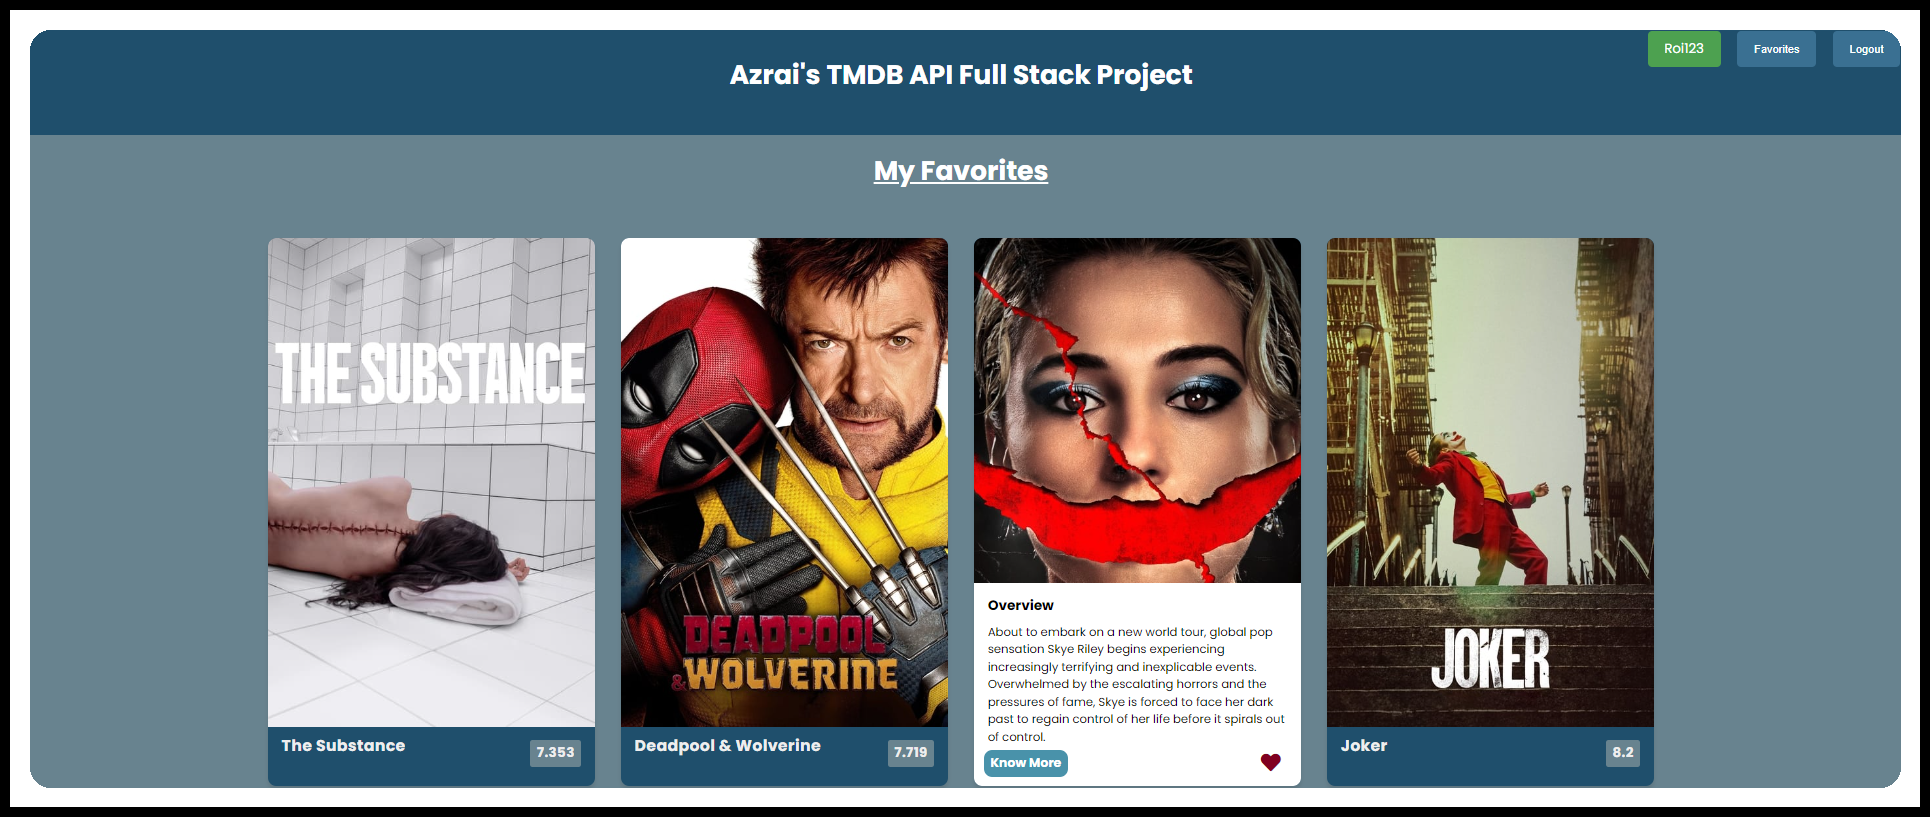 Azrai's TMDB API Full Stack Project
Roi123
Favorites
Logout
My Favorites
THE SUBSTANCE
The Substance
7.353
DEADPOOL
& WOLVERINE
Deadpool & Wolverine
7.719
Overview
About to embark on a new world tour, global pop
sensation Skye Riley begins experiencing
increasingly terrifying and inexplicable events.
Overwhelmed by the escalating horrors and the
pressures of fame, Skye is forced to face her dark
past to regain control of her life before it spirals out
of control.
Know More
JOKER
Joker
8.2